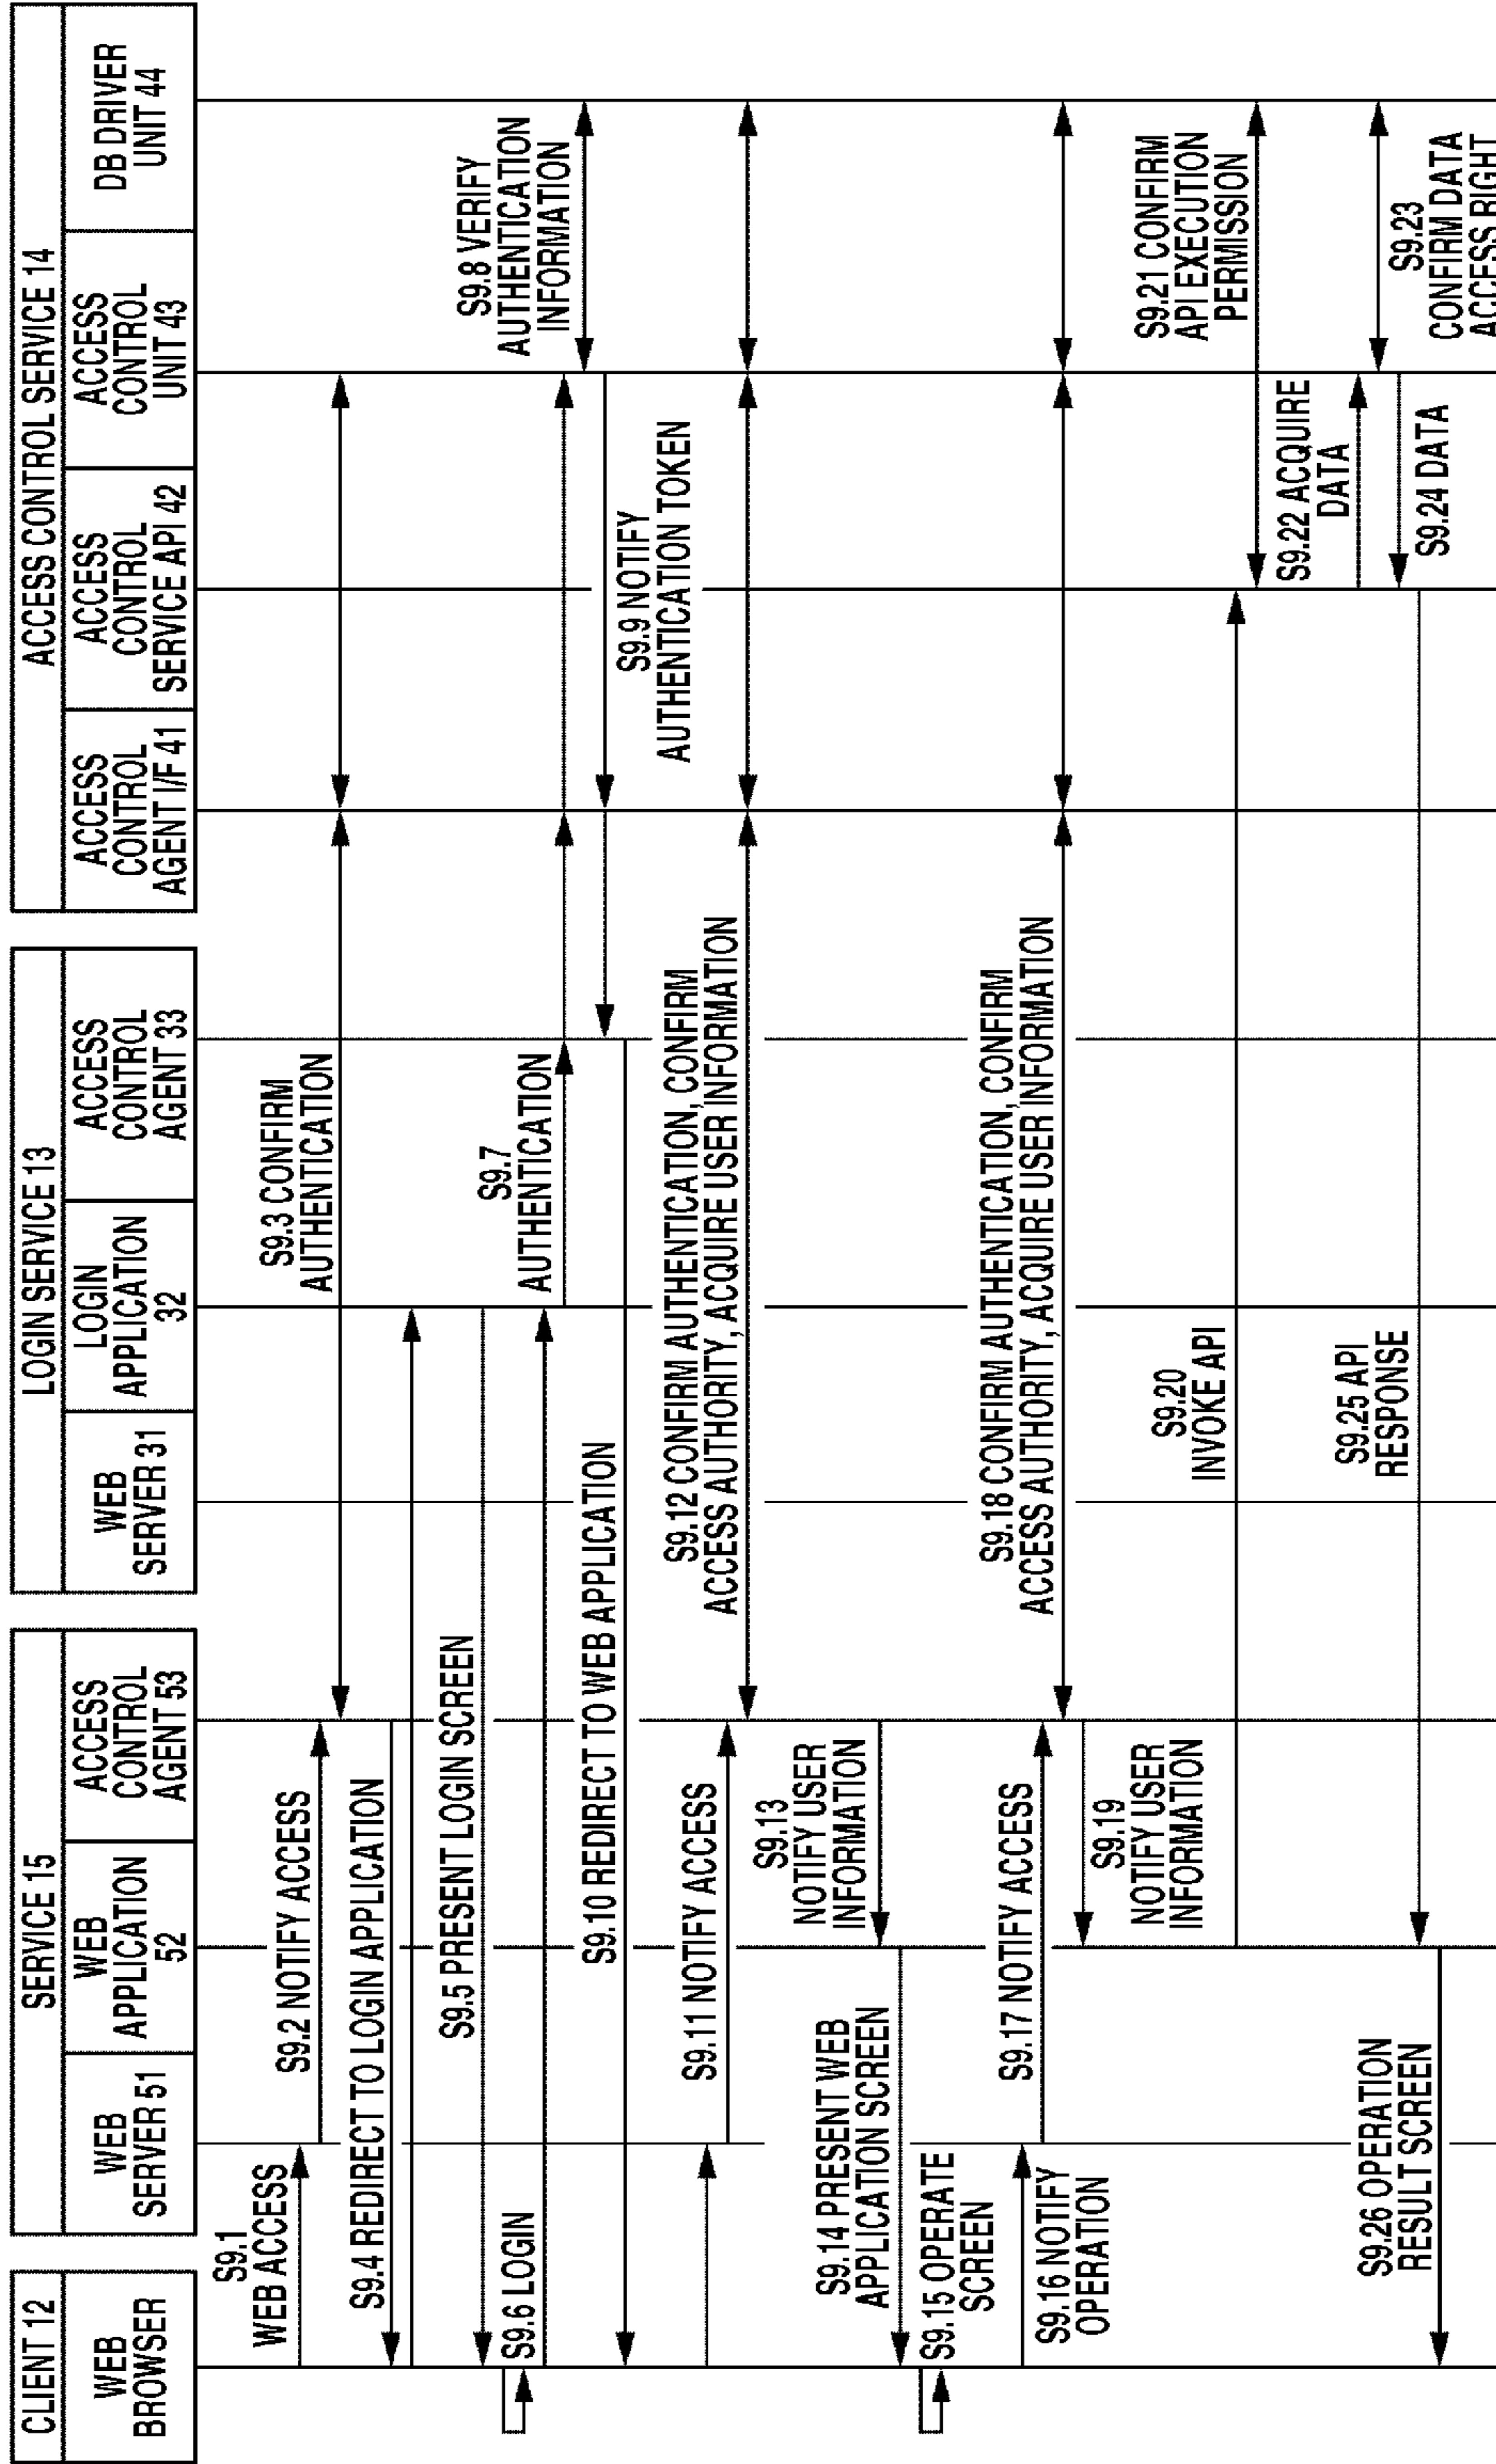 CLIENT 12
WEB
BROWSER
SERVICE 15
WEB
SERVER 51
WEB
APPLICATION
52
ACCESS
CONTROL
AGENT 53
LOGIN SERVICE 13
WEB
SERVER 31
LOGIN
APPLICATION
32
ACCESS
CONTROL
AGENT 33
ACCESS CONTROL SERVICE 14
ACCESS
CONTROL
AGENT I/F 41
ACCESS
CONTROL
SERVICE API 42
ACCESS
CONTROL
UNIT 43
DB DRIVER
UNIT 44
S9.1
WEB ACCESS
S9.2 NOTIFY ACCESS
S9.3 CONFIRM
AUTHENTICATION
S9.4 REDIRECT TO LOGIN APPLICATION
S9.5 PRESENT LOGIN SCREEN
S9.6 LOGIN
S9.7
AUTHENTICATION
S9.8 VERIFY
AUTHENTICATION
INFORMATION
S9.9 NOTIFY
AUTHENTICATION TOKEN
S9.10 REDIRECT TO WEB APPLICATION
S9.11 NOTIFY ACCESS
S9.12 CONFIRM AUTHENTICATION, CONFIRM
ACCESS AUTHORITY, ACQUIRE USER INFORMATION
S9.13
NOTIFY USER
INFORMATION
S9.14 PRESENT WEB
APPLICATION SCREEN
S9.15 OPERATE
SCREEN
S9.16 NOTIFY
OPERATION
S9.17 NOTIFY ACCESS
S9.18 CONFIRM AUTHENTICATION, CONFIRM
ACCESS AUTHORITY, ACQUIRE USER INFORMATION
S9.19
NOTIFY USER
INFORMATION
S9.20
INVOKE API
S9.21 CONFIRM
API EXECUTION
PERMISSION
S9.22 ACQUIRE
DATA
S9.23
CONFIRM DATA
ACCESS RIGHT
S9.24 DATA
S9.25 API
RESPONSE
S9.26 OPERATION
RESULT SCREEN